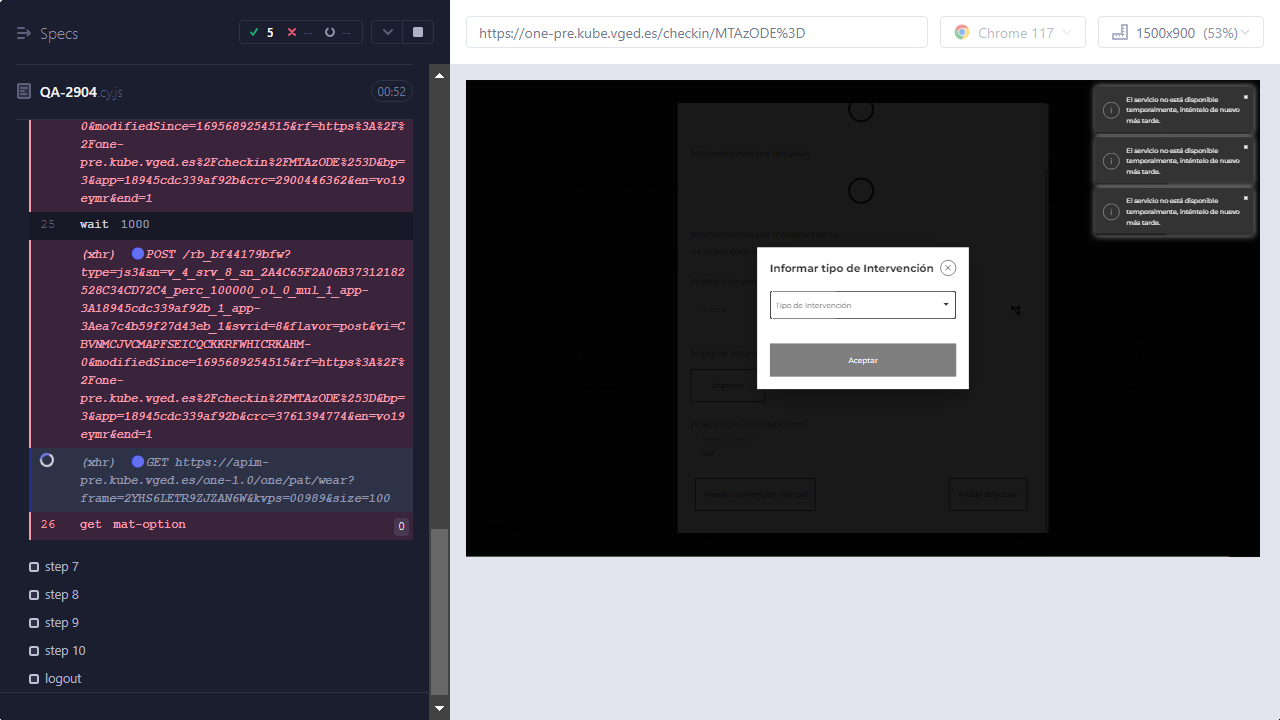 Specs
5
--
--
https://one-pre.kube.vged.es/checkin/MTAzODE%3D
Chrome 117
1500x900 (53%)
QA-2904.cy.js
00:52
0&modifiedSince=1695689254515&rf=https%3A%2F%
2Fone-
pre.kube.vged.es%2Fcheckin%2FMTAzODE%253D&bp=
3&app=18945cdc339af92b&crc=2900446362&en=vo19
eymr&end=1
25 wait 1000
(xhr) POST /rb_bf44179bfw?
type=js3&sn=v_4_srv_8_sn_2A4C65F2A06B37312182
528C34CD72C4_perc_100000_ol_0_mul_1_app-
3A18945cdc339af92b_1_app-
3Aea7c4b59f27d43eb_1&svrid=8&flavor=post&vi=C
BVNMCJVCMAPFSEICQCKKRFWHICRKAHM-
0&modifiedSince=1695689254515&rf=https%3A%2F%
2Fone-
pre.kube.vged.es%2Fcheckin%2FMTAzODE%253D&bp=
3&app=18945cdc339af92b&crc=3761394774&en=vo19
eymr&end=1
(xhr) GET https://apim-
pre.kube.vged.es/one-1.0/one/pat/wear?
frame=2YHS6LETR9ZJZAN6W&kvps=00989&size=100
26 get mat-option 0
step 7
step 8
step 9
step 10
logout
El servicio no está disponible
temporalmente, inténtelo de nuevo
más tarde.
El servicio no está disponible
temporalmente, inténtelo de nuevo
más tarde.
El servicio no está disponible
temporalmente, inténtelo de nuevo
más tarde.
Informar tipo de Intervención
Tipo de intervención
Aceptar